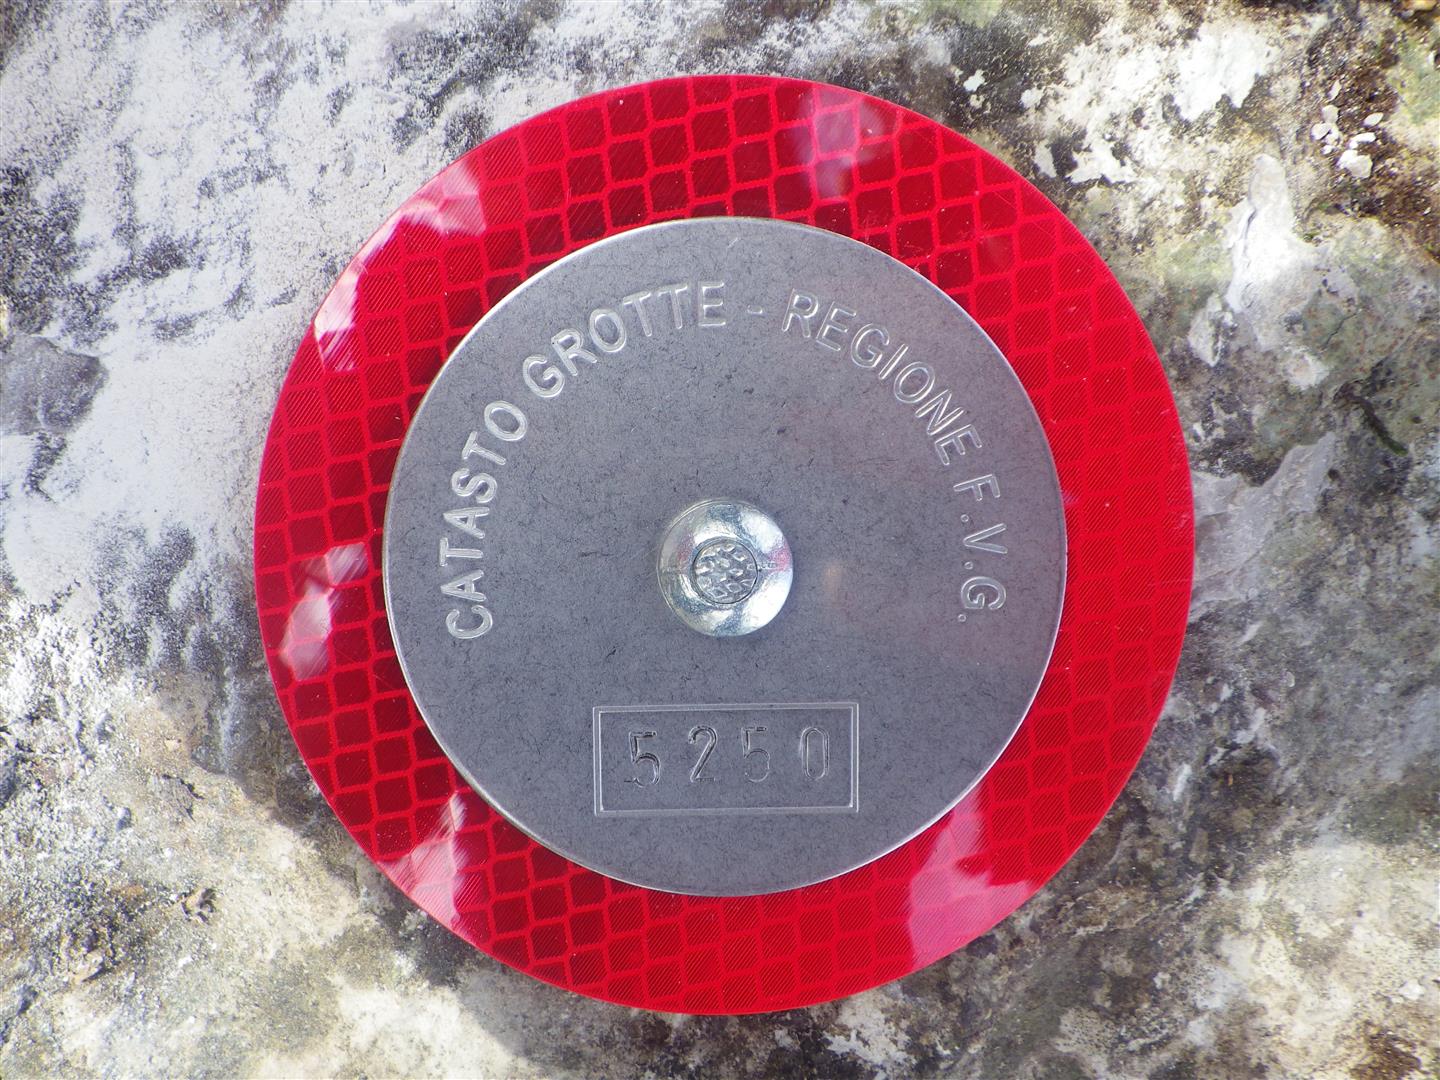 CATASTO GROTTE - REGIONE F.V.G.
5250